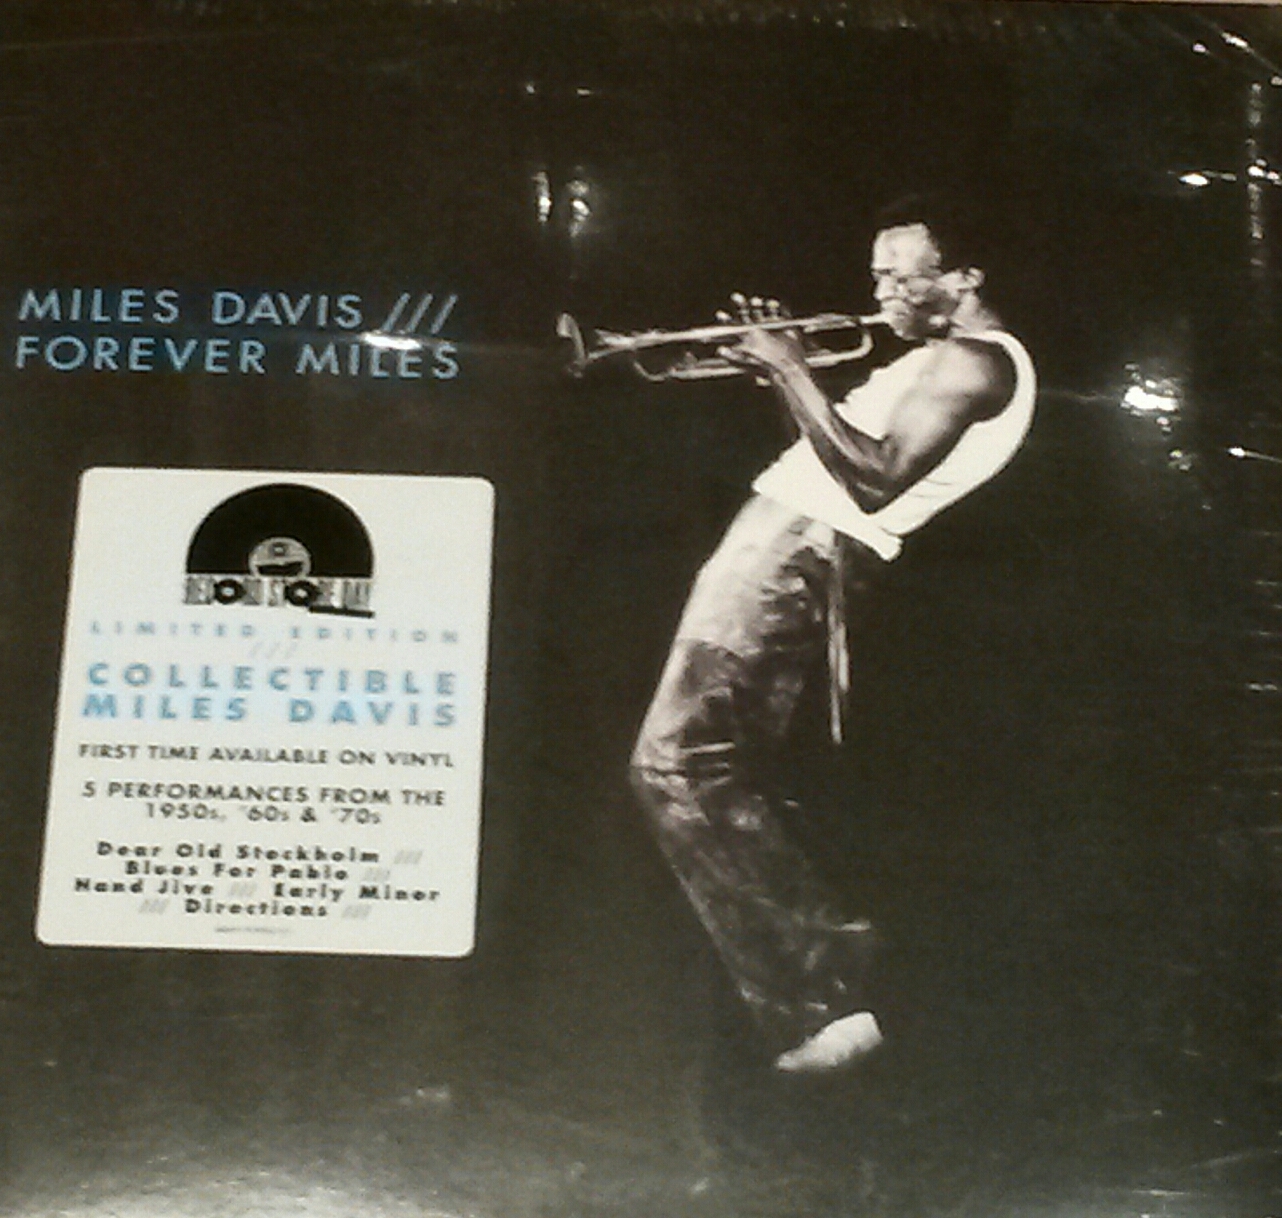 MILES DAVIS ///
FOREVER MILES
RECORD STORE DAY
LIMITED EDITION
///
COLLECTIBLE
MILES DAVIS
FIRST TIME AVAILABLE ON VINYL
5 PERFORMANCES FROM THE
1950s, '60s & '70s
Dear Old Stockholm ///
Blues For Pablo ///
Hand Jive /// Early Minor
/// Directions ///